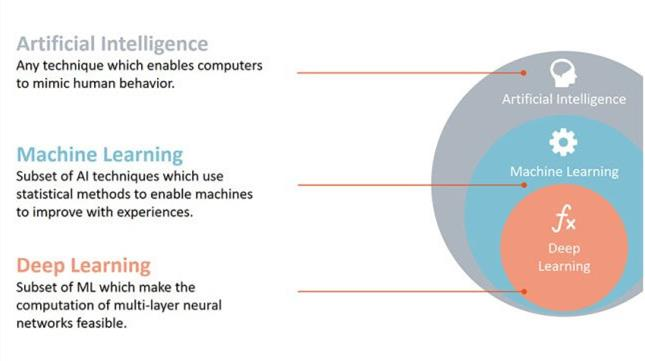 Artificial Intelligence
Any technique which enables computers
to mimic human behavior.
Machine Learning
Subset of AI techniques which use
statistical methods to enable machines
to improve with experiences.
Deep Learning
Subset of ML which make the
computation of multi-layer neural
networks feasible.
Artificial Intelligence
Machine Learning
fx
Deep
Learning